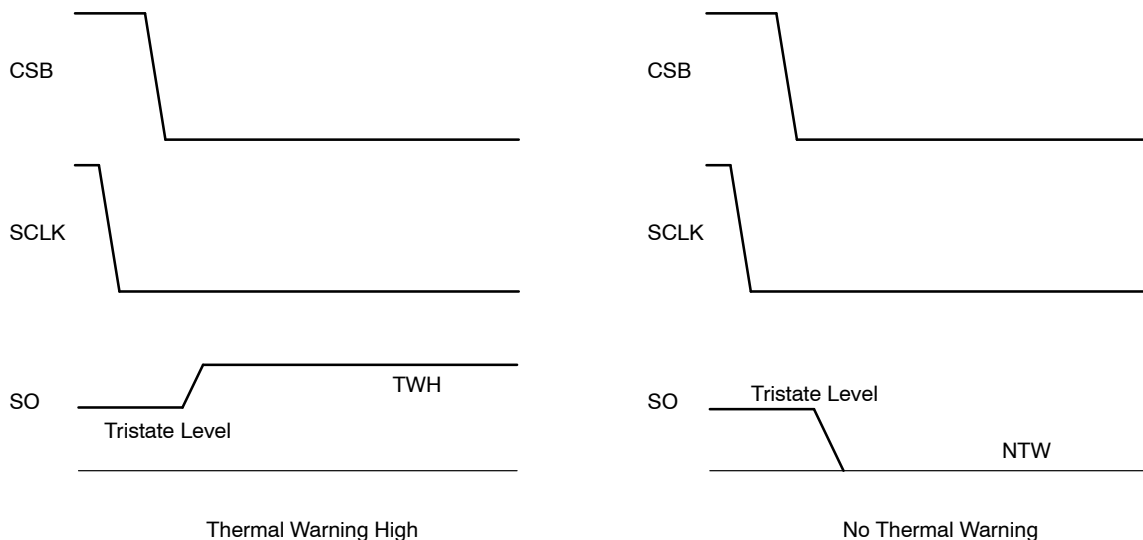 CSB
SCLK
SO
TWH
Tristate Level
Thermal Warning High
CSB
SCLK
SO
Tristate Level
NTW
No Thermal Warning